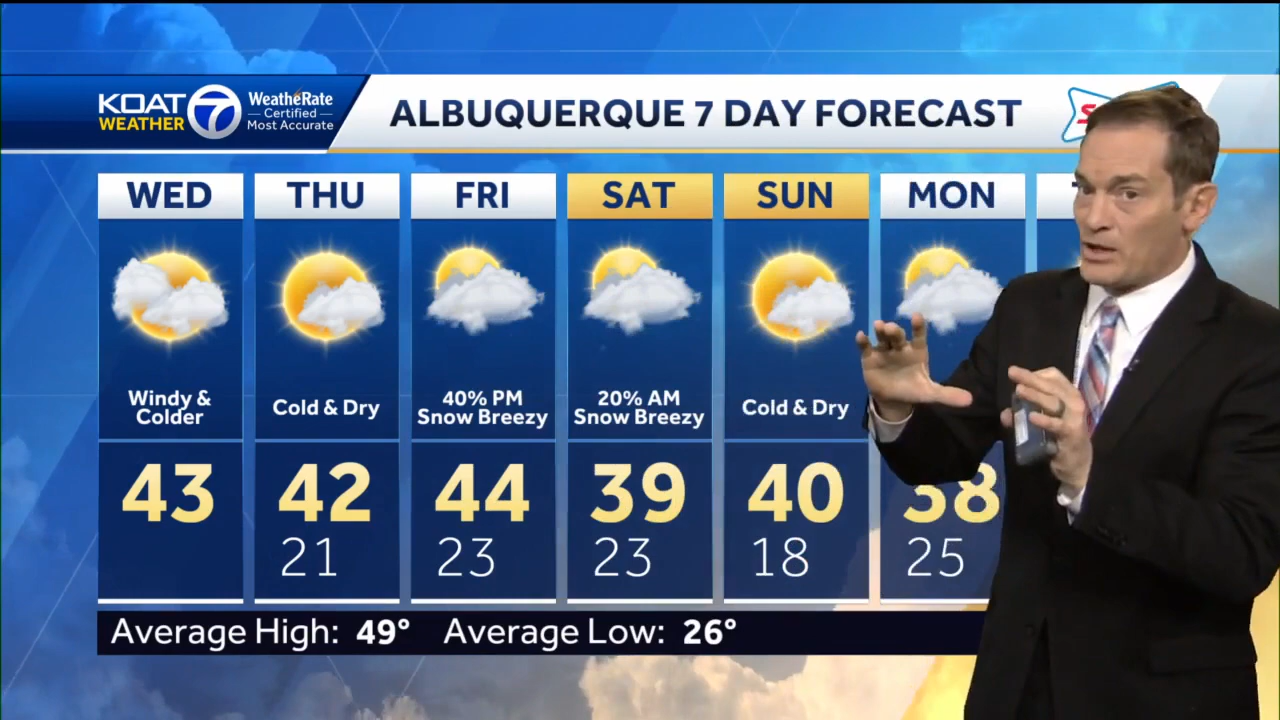 KOAT
WEATHER
7
WeatheRate
Certified
Most Accurate
ALBUQUERQUE 7 DAY FORECAST
WED
THU
FRI
SAT
SUN
MON
Windy &
Colder
Cold & Dry
40% PM
Snow Breezy
20% AM
Snow Breezy
Cold & Dry
43
42
44
39
40
38
21
23
23
18
25
Average High: 49° Average Low: 26°